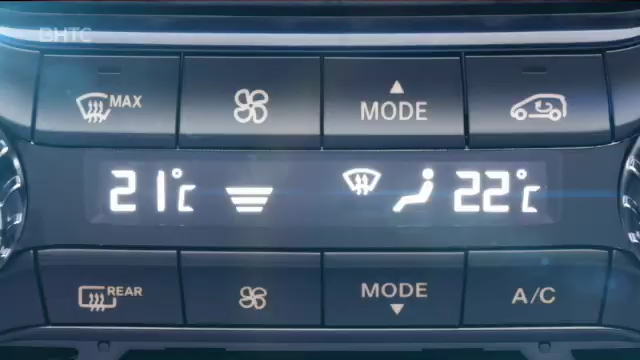 BHTC
MAX
▲
MODE
21°C
22°C
REAR
MODE
▼
A/C